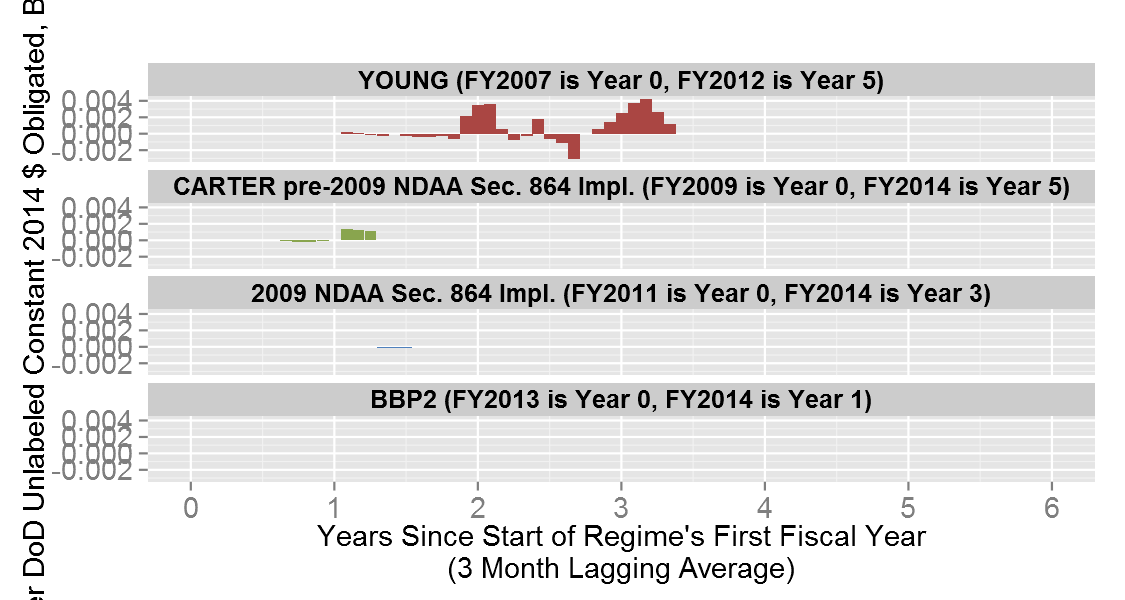 er DoD Unlabeled Constant 2014 $ Obligated, B
YOUNG (FY2007 is Year 0, FY2012 is Year 5)
0.004
0.002
0.000
-0.002
CARTER pre-2009 NDAA Sec. 864 Impl. (FY2009 is Year 0, FY2014 is Year 5)
0.004
0.002
0.000
-0.002
2009 NDAA Sec. 864 Impl. (FY2011 is Year 0, FY2014 is Year 3)
0.004
0.002
0.000
-0.002
BBP2 (FY2013 is Year 0, FY2014 is Year 1)
0.004
0.002
0.000
-0.002
0 1 2 3 4 5 6
Years Since Start of Regime's First Fiscal Year
(3 Month Lagging Average)